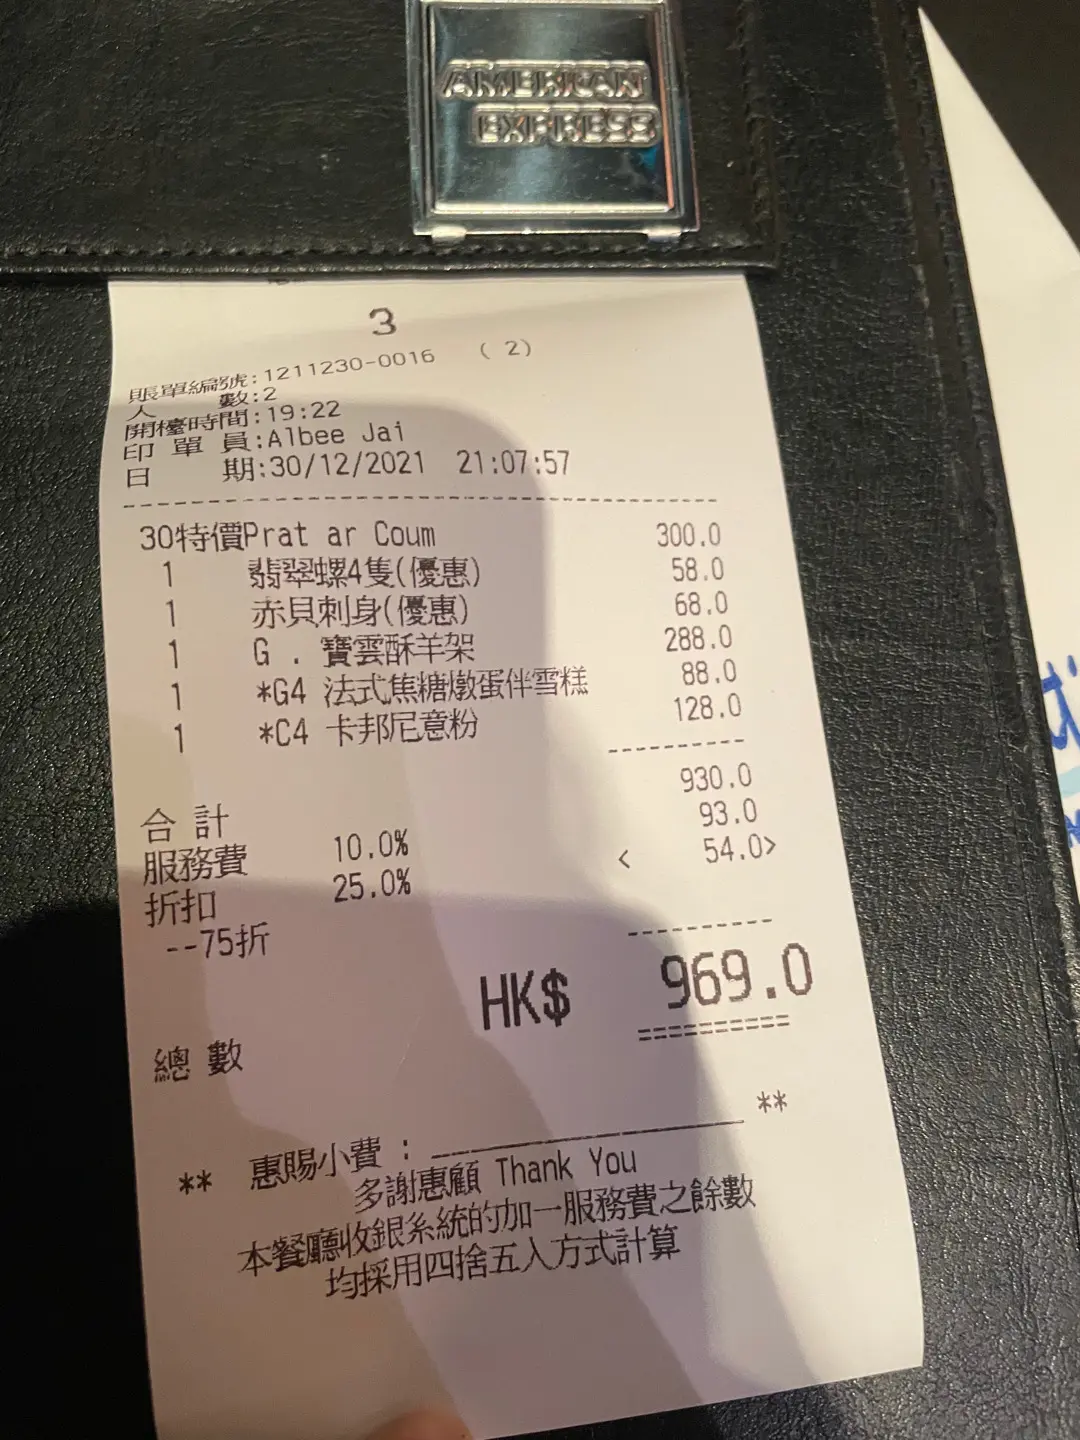 AMERICAN
EXPRESS
3
賬單編號:1211230-0016 (2)
人 數:2
開檯時間:19:22
印單員:Albee Jai
日 期:30/12/2021 21:07:57
30特價Prat ar Coum 300.0
1 翡翠螺4隻(優惠) 58.0
1 赤貝刺身(優惠) 68.0
1 G . 寶雲酥羊架 288.0
1 *G4 法式焦糖燉蛋伴雪糕 88.0
1 *C4 卡邦尼意粉 128.0
合計 930.0
服務費 10.0% 93.0
折扣 25.0% < 54.0>
--75折
總數 HK$ 969.0
** 惠賜小費 : ____________ **
多謝惠顧 Thank You
本餐廳收銀系統的加一服務費之餘數
均採用四捨五入方式計算